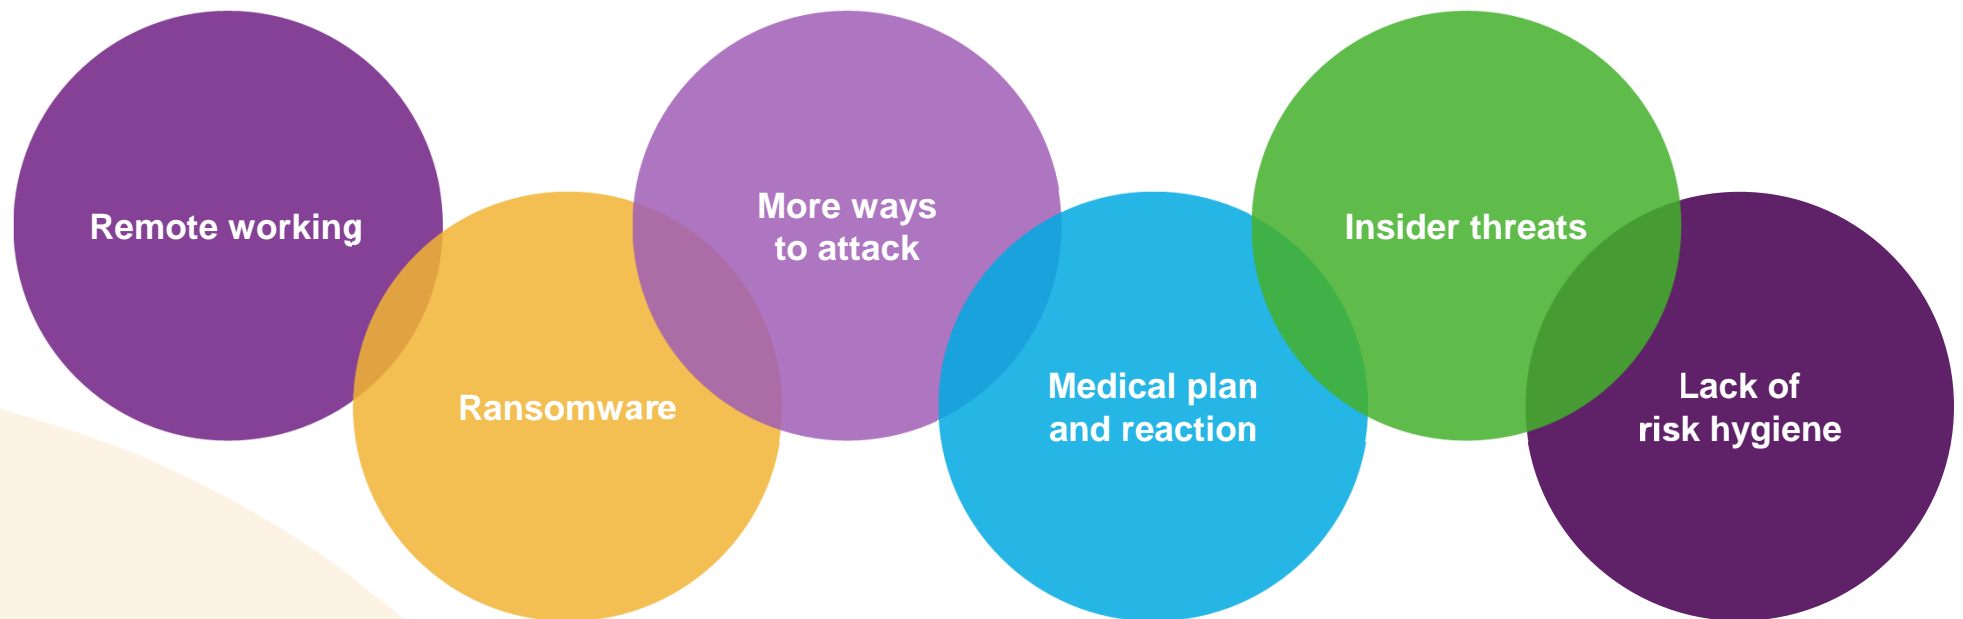 Remote working
Ransomware
More ways
to attack
Medical plan
and reaction
Insider threats
Lack of
risk hygiene